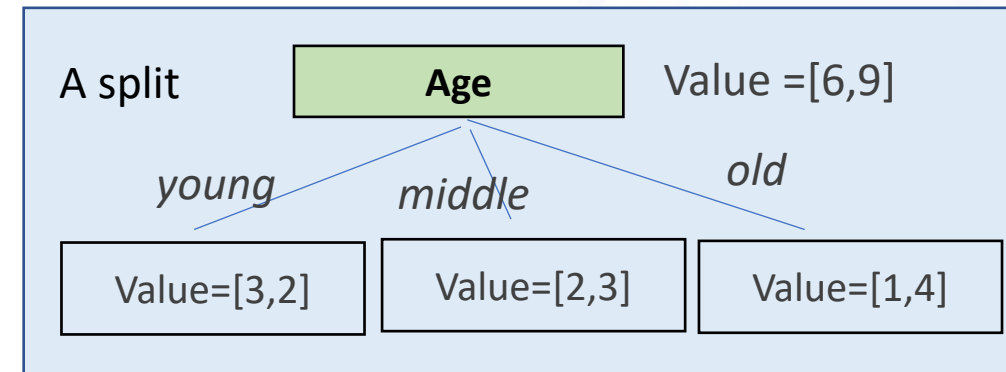 A split Age Value =[6,9]
young middle old
Value=[3,2] Value=[2,3] Value=[1,4]